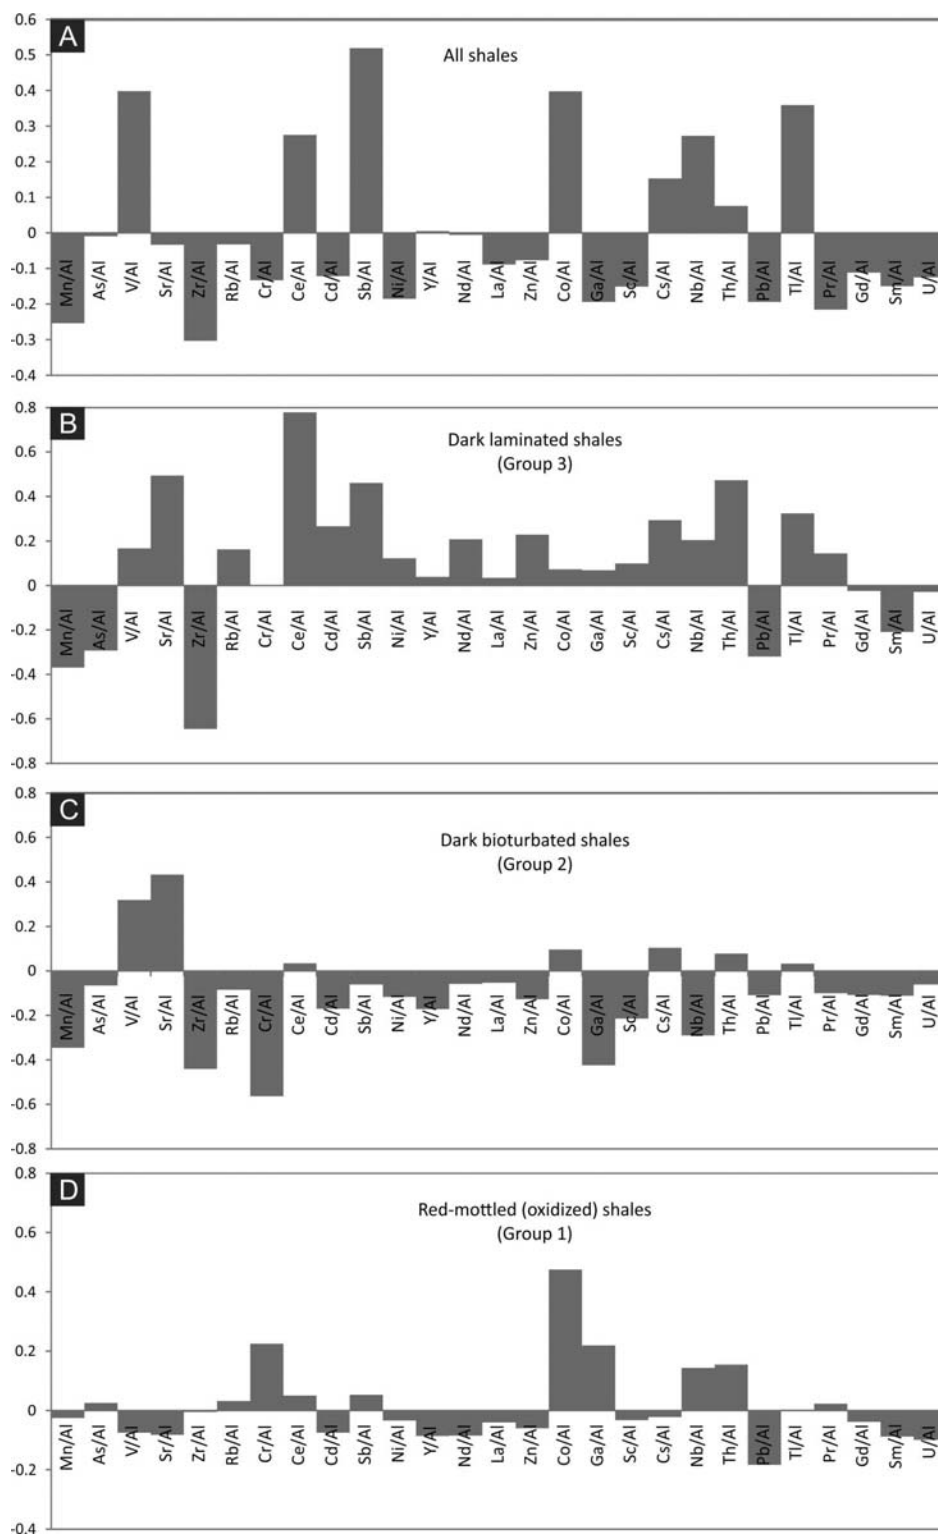 A
All shales
0.6
0.5
0.4
0.3
0.2
0.1
0
-0.1
-0.2
-0.3
-0.4
Mn/Al As/Al V/Al Sr/Al Zr/Al Rb/Al Cr/Al Ce/Al Cd/Al Sb/Al Ni/Al Y/Al Nd/Al La/Al Zn/Al Co/Al Ga/Al Sc/Al Cs/Al Nb/Al Th/Al Pb/Al Tl/Al Pr/Al Gd/Al Sm/Al U/Al
B
Dark laminated shales
(Group 3)
0.8
0.6
0.4
0.2
0
-0.2
-0.4
-0.6
-0.8
Mn/Al As/Al V/Al Sr/Al Zr/Al Rb/Al Cr/Al Ce/Al Cd/Al Sb/Al Ni/Al Y/Al Nd/Al La/Al Zn/Al Co/Al Ga/Al Sc/Al Cs/Al Nb/Al Th/Al Pb/Al Tl/Al Pr/Al Gd/Al Sm/Al U/Al
C
Dark bioturbated shales
(Group 2)
0.8
0.6
0.4
0.2
0
-0.2
-0.4
-0.6
-0.8
Mn/Al As/Al V/Al Sr/Al Zr/Al Rb/Al Cr/Al Ce/Al Cd/Al Sb/Al Ni/Al Y/Al Nd/Al La/Al Zn/Al Co/Al Ga/Al Sc/Al Cs/Al Nb/Al Th/Al Pb/Al Tl/Al Pr/Al Gd/Al Sm/Al U/Al
D
Red-mottled (oxidized) shales
(Group 1)
0.8
0.6
0.4
0.2
0
-0.2
-0.4
Mn/Al As/Al V/Al Sr/Al Zr/Al Rb/Al Cr/Al Ce/Al Cd/Al Sb/Al Ni/Al Y/Al Nd/Al La/Al Zn/Al Co/Al Ga/Al Sc/Al Cs/Al Nb/Al Th/Al Pb/Al Tl/Al Pr/Al Gd/Al Sm/Al U/Al